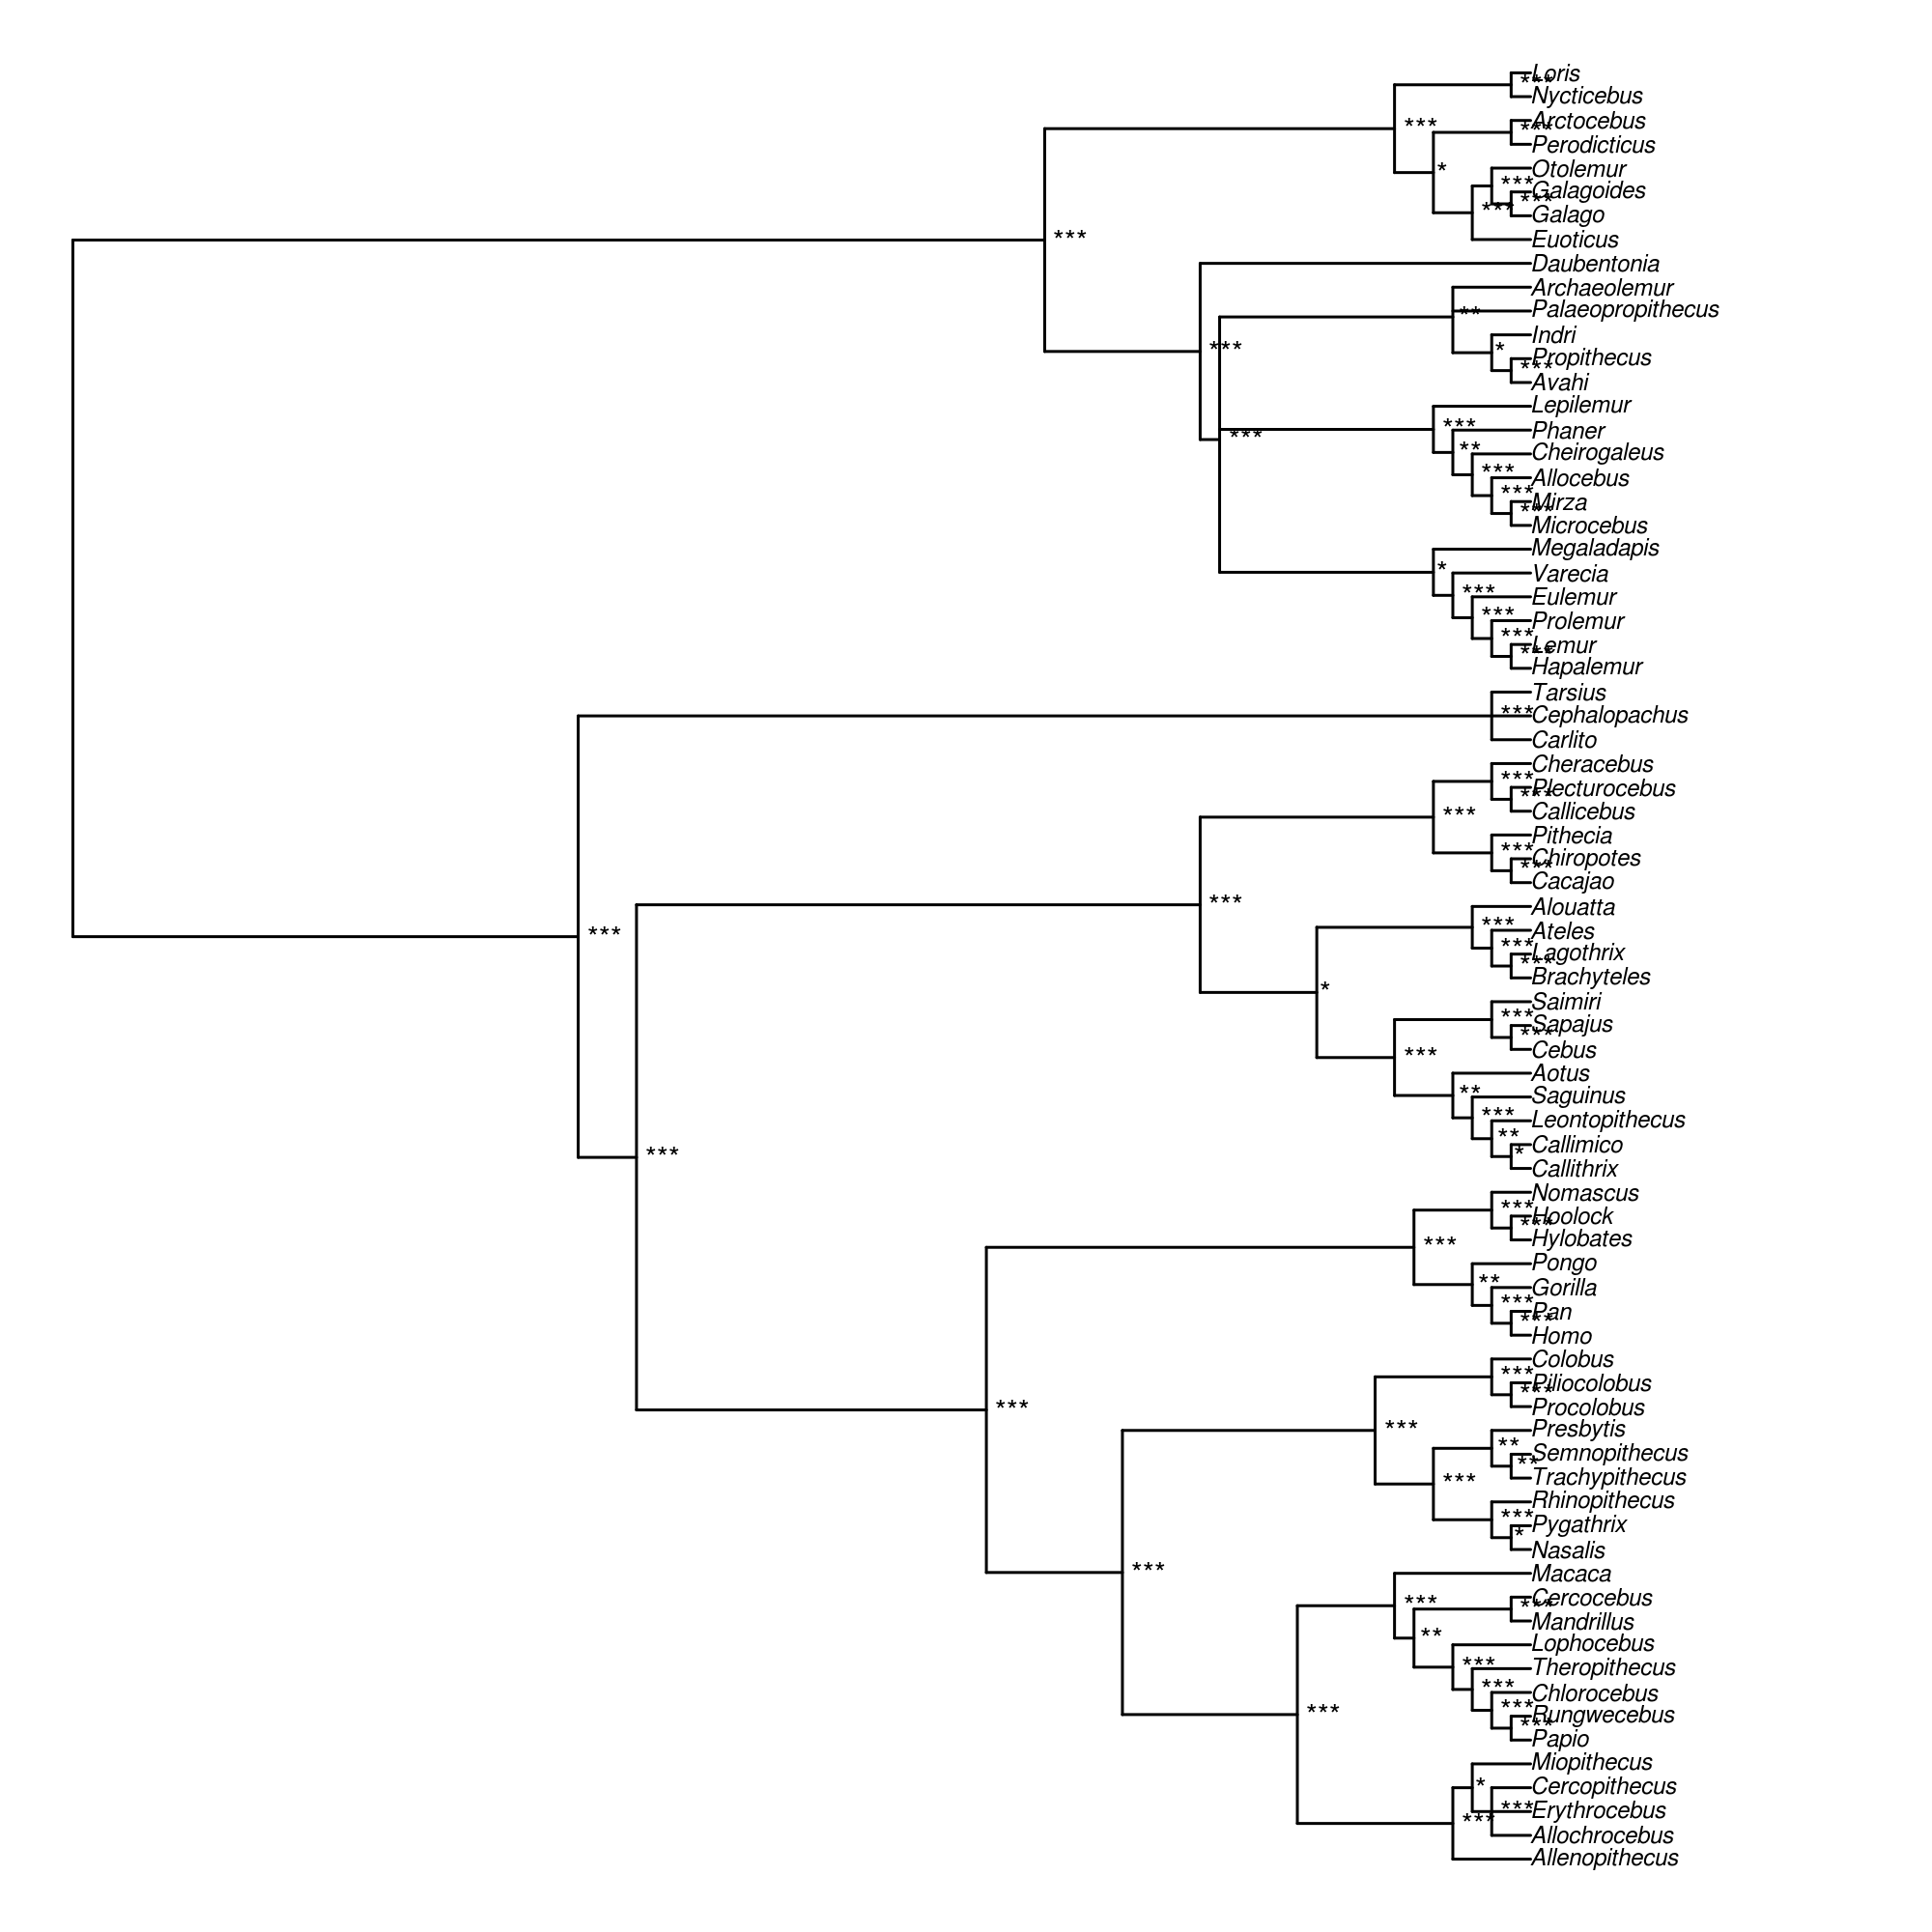 Loris
***
Nycticebus
Arctocebus
***
***
Perodicticus
Otolemur
*
***
Galagoides
***
***
Galago
***
Euoticus
Daubentonia
Archaeolemur
Palaeopropithecus
**
Indri
***
*
Propithecus
***
Avahi
Lepilemur
***
Phaner
***
**
Cheirogaleus
***
Allocebus
***
Mirza
***
Microcebus
Megaladapis
*
Varecia
***
Eulemur
***
Prolemur
***
Lemur
***
Hapalemur
Tarsius
***
Cephalopachus
Carlito
Cheracebus
***
Plecturocebus
***
Callicebus
***
Pithecia
***
Chiropotes
***
Cacajao
***
Alouatta
***
Ateles
***
***
Lagothrix
***
Brachyteles
*
Saimiri
***
Sapajus
***
Cebus
***
Aotus
**
Saguinus
***
Leontopithecus
**
Callimico
***
*
Callithrix
Nomascus
***
Hoolock
***
Hylobates
***
Pongo
**
Gorilla
***
Pan
***
Homo
Colobus
***
Piliocolobus
***
Procolobus
***
Presbytis
***
**
Semnopithecus
**
Trachypithecus
***
Rhinopithecus
***
Pygathrix
*
Nasalis
***
Macaca
Cercocebus
***
***
Mandrillus
**
Lophocebus
***
Theropithecus
***
Chlorocebus
***
Rungwecebus
***
***
Papio
Miopithecus
*
Cercopithecus
***
Erythrocebus
***
Allochrocebus
Allenopithecus